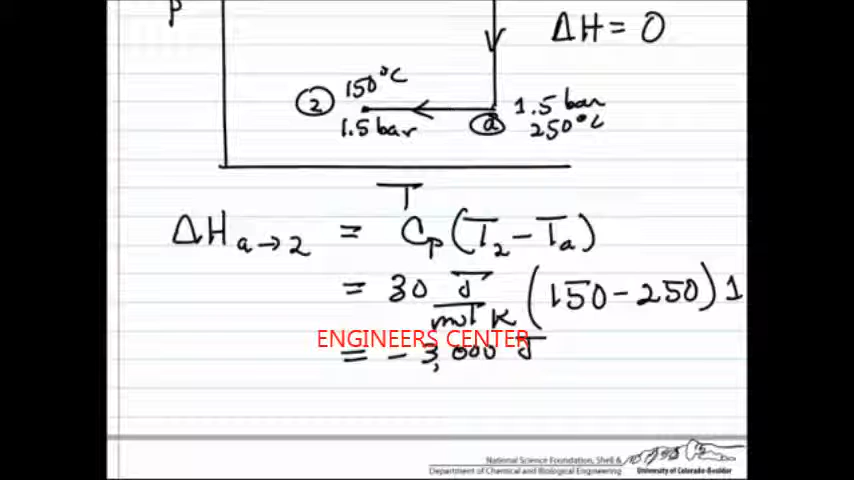 P
ΔH = 0
② 150°C
1.5 bar
1.5 bar
ⓐ 250°C
T
ΔH a→2 = Cp (T2 − Ta)
= 30 J/mol K (150 − 250) 1
ENGINEERS CENTER
= − 3,000 J
National Science Foundation, Shell &
Department of Chemical and Biological Engineering
University of Colorado-Boulder